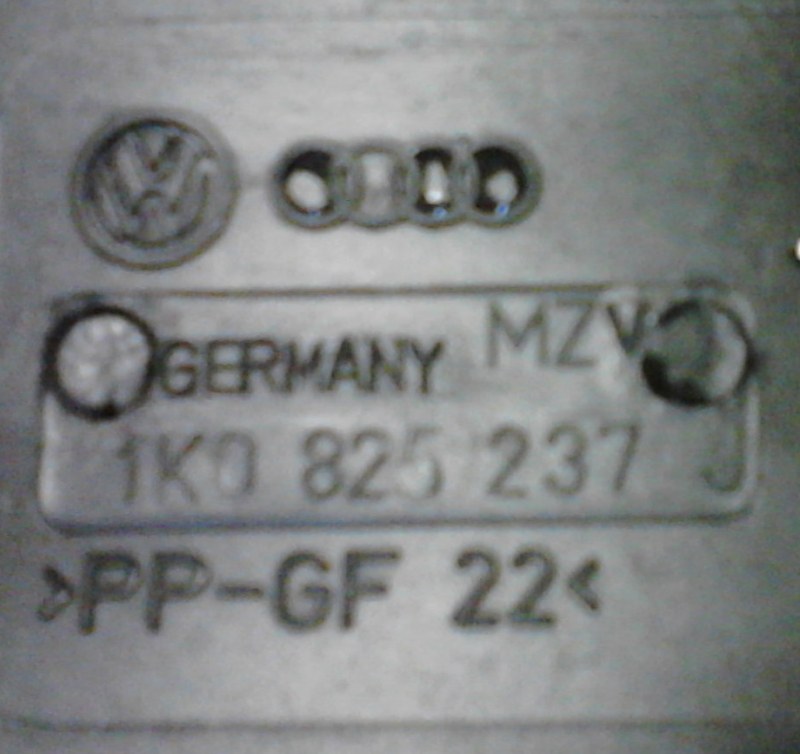 GERMANY MZV
1K0 825 237 J
>PP-GF 22<